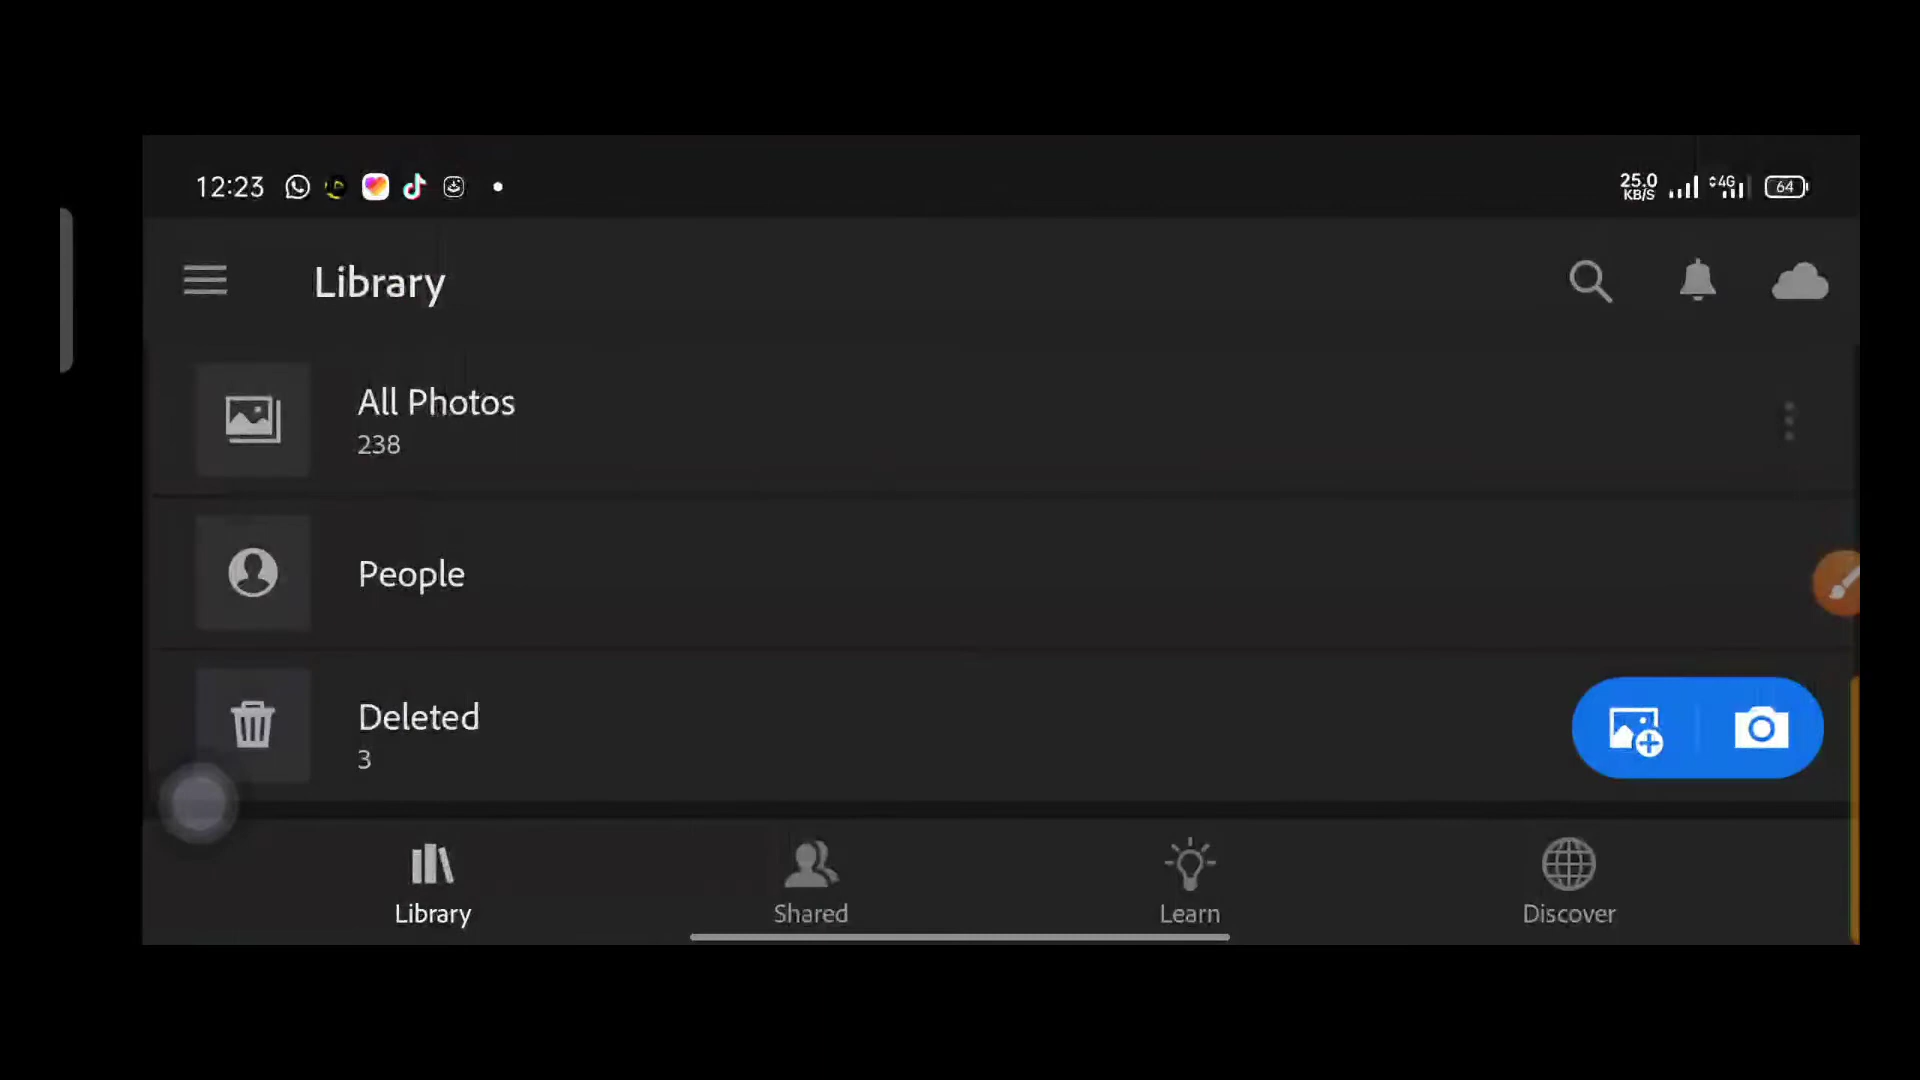 12:23
25.0
KB/S
4G
64
Library
All Photos
238
People
Deleted
3
Library
Shared
Learn
Discover